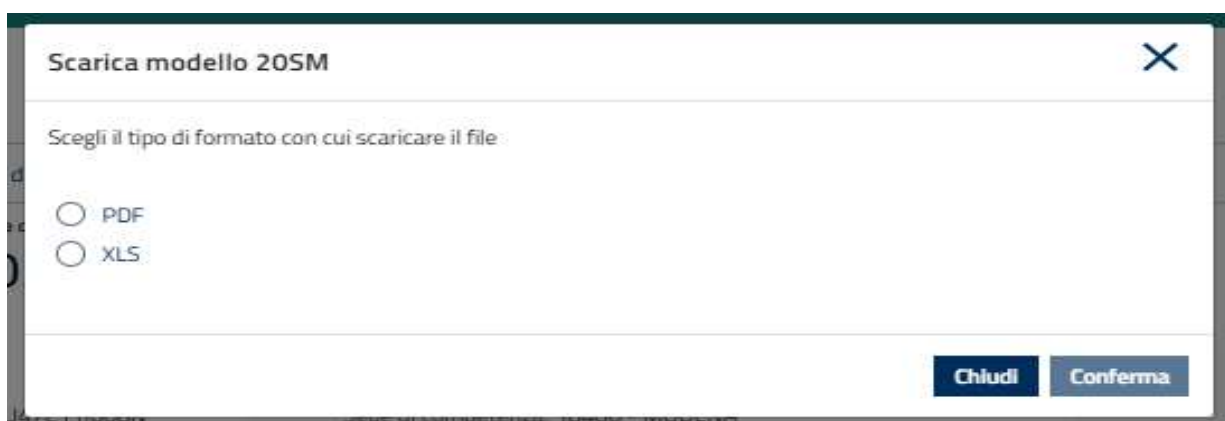 Scarica modello 20SM
Scegli il tipo di formato con cui scaricare il file
PDF
XLS
Chiudi
Conferma